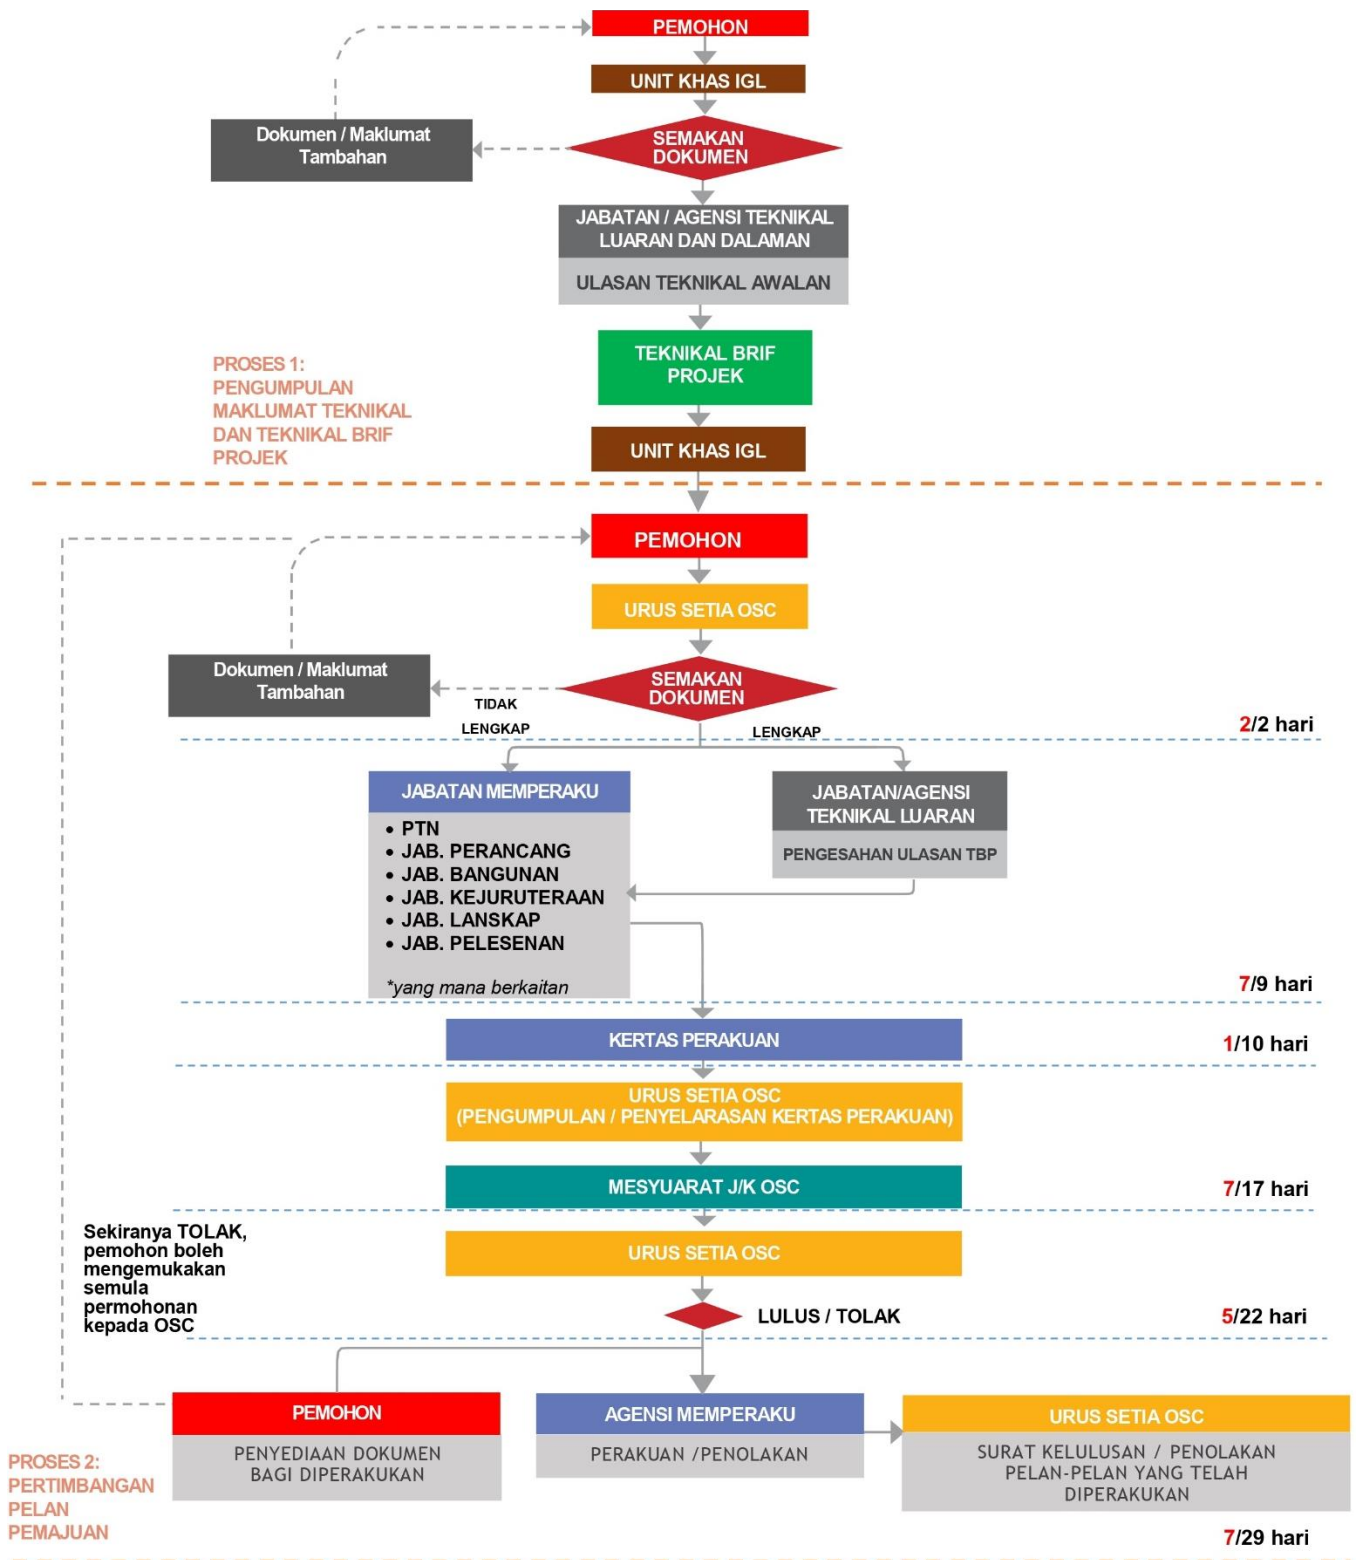 PEMOHON
UNIT KHAS IGL
SEMAKAN
DOKUMEN
Dokumen / Maklumat
Tambahan
JABATAN / AGENSI TEKNIKAL
LUARAN DAN DALAMAN
ULASAN TEKNIKAL AWALAN
TEKNIKAL BRIF
PROJEK
PROSES 1:
PENGUMPULAN
MAKLUMAT TEKNIKAL
DAN TEKNIKAL BRIF
PROJEK
UNIT KHAS IGL
PEMOHON
URUS SETIA OSC
SEMAKAN
DOKUMEN
Dokumen / Maklumat
Tambahan
TIDAK
LENGKAP
LENGKAP
2/2 hari
JABATAN MEMPERAKU
• PTN
• JAB. PERANCANG
• JAB. BANGUNAN
• JAB. KEJURUTERAAN
• JAB. LANSKAP
• JAB. PELESENAN
*yang mana berkaitan
JABATAN/AGENSI
TEKNIKAL LUARAN
PENGESAHAN ULASAN TBP
7/9 hari
KERTAS PERAKUAN
1/10 hari
URUS SETIA OSC
(PENGUMPULAN / PENYELARASAN KERTAS PERAKUAN)
MESYUARAT J/K OSC
7/17 hari
Sekiranya TOLAK,
pemohon boleh
mengemukakan
semula
permohonan
kepada OSC
URUS SETIA OSC
LULUS / TOLAK
5/22 hari
PEMOHON
PENYEDIAAN DOKUMEN
BAGI DIPERAKUKAN
AGENSI MEMPERAKU
PERAKUAN /PENOLAKAN
URUS SETIA OSC
SURAT KELULUSAN / PENOLAKAN
PELAN-PELAN YANG TELAH
DIPERAKUKAN
PROSES 2:
PERTIMBANGAN
PELAN
PEMAJUAN
7/29 hari